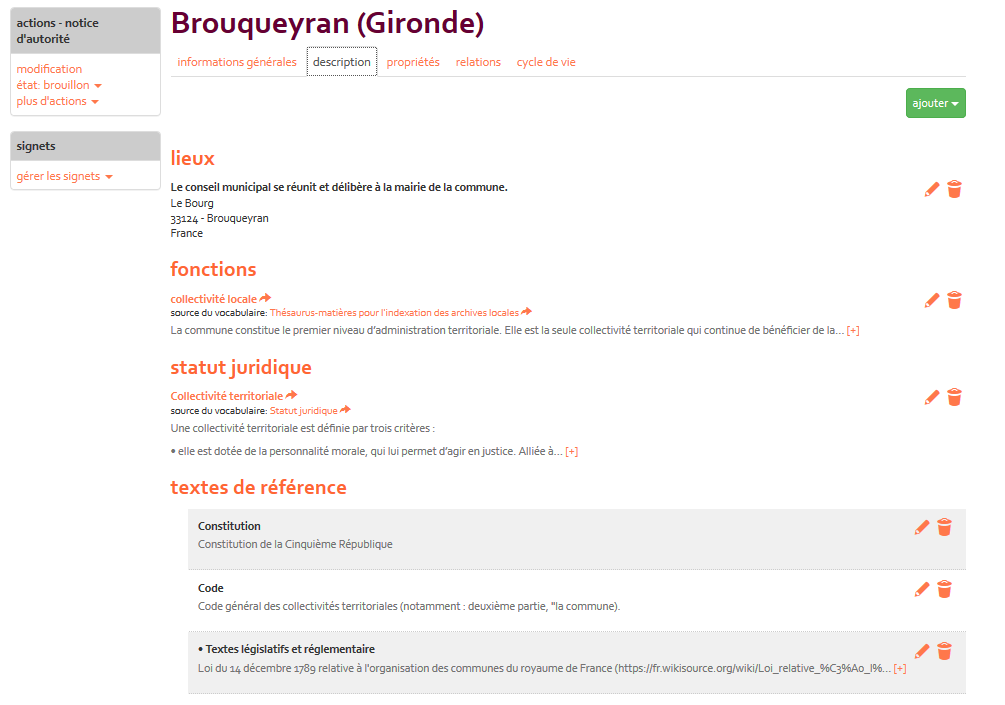 actions - notice
d'autorité
modification
état: brouillon
plus d'actions
signets
gérer les signets
Brouqueyran (Gironde)
informations générales description propriétés relations cycle de vie
ajouter
lieux
Le conseil municipal se réunit et délibère à la mairie de la commune.
Le Bourg
33124 - Brouqueyran
France
fonctions
collectivité locale
source du vocabulaire: Thésaurus-matières pour l'indexation des archives locales
La commune constitue le premier niveau d’administration territoriale. Elle est la seule collectivité territoriale qui continue de bénéficier de la... [+]
statut juridique
Collectivité territoriale
source du vocabulaire: Statut juridique
Une collectivité territoriale est définie par trois critères :
• elle est dotée de la personnalité morale, qui lui permet d’agir en justice. Alliée à... [+]
textes de référence
Constitution
Constitution de la Cinquième République
Code
Code général des collectivités territoriales (notamment : deuxième partie, "la commune).
• Textes législatifs et réglementaire
Loi du 14 décembre 1789 relative à l'organisation des communes du royaume de France (https://fr.wikisource.org/wiki/Loi_relative_%C3%A0_l%... [+]